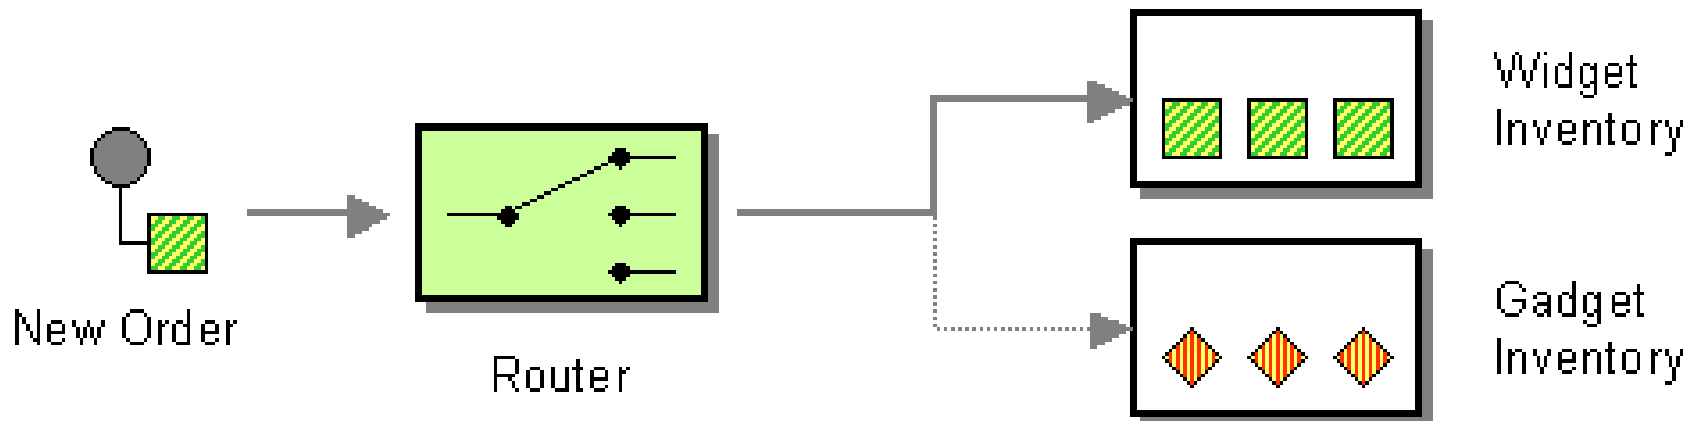 New Order
Router
Widget
Inventory
Gadget
Inventory